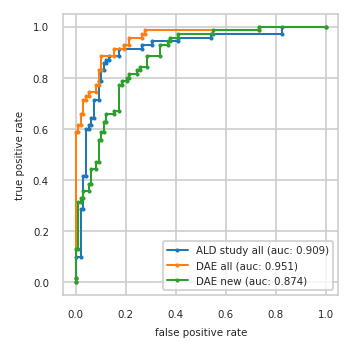 1.0
0.8
0.6
0.4
0.2
0.0
true positive rate
ALD study all (auc: 0.909)
DAE all (auc: 0.951)
DAE new (auc: 0.874)
0.0 0.2 0.4 0.6 0.8 1.0
false positive rate